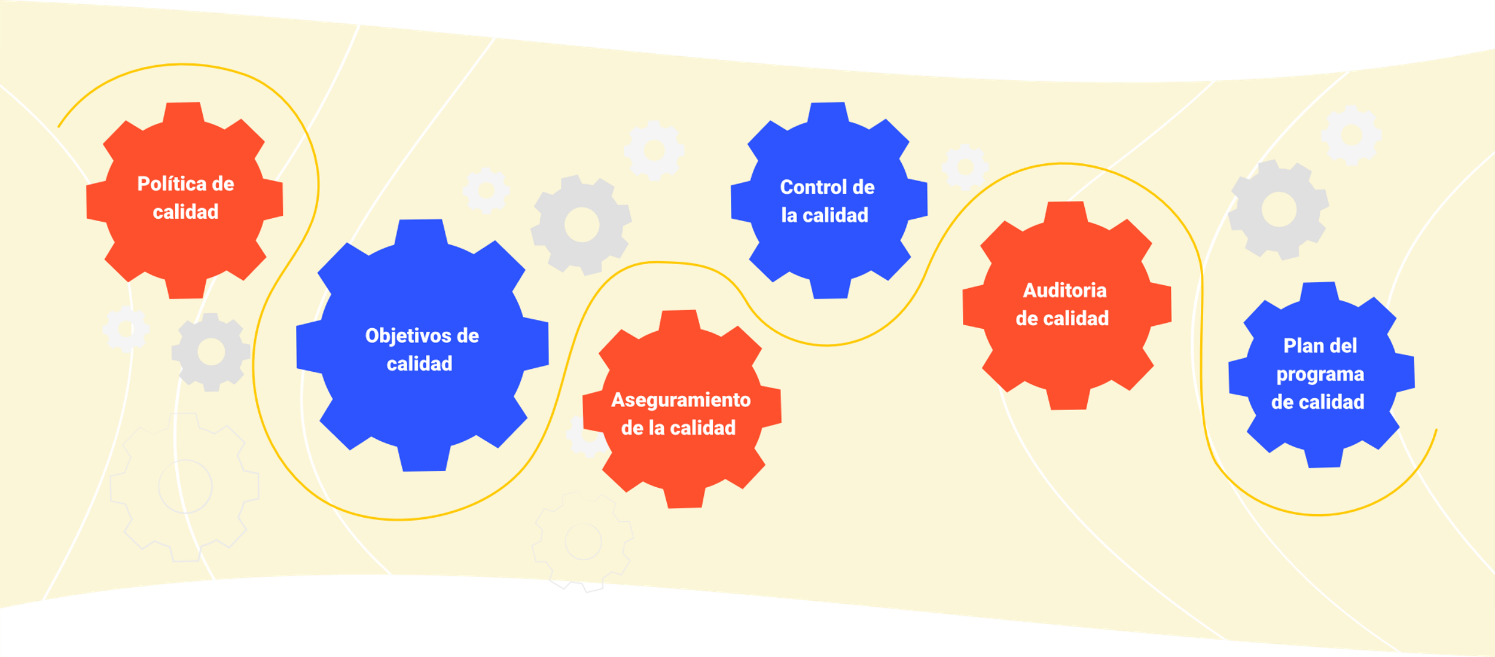 Política de
calidad
Objetivos de
calidad
Aseguramiento
de la calidad
Control de
la calidad
Auditoria
de calidad
Plan del
programa
de calidad